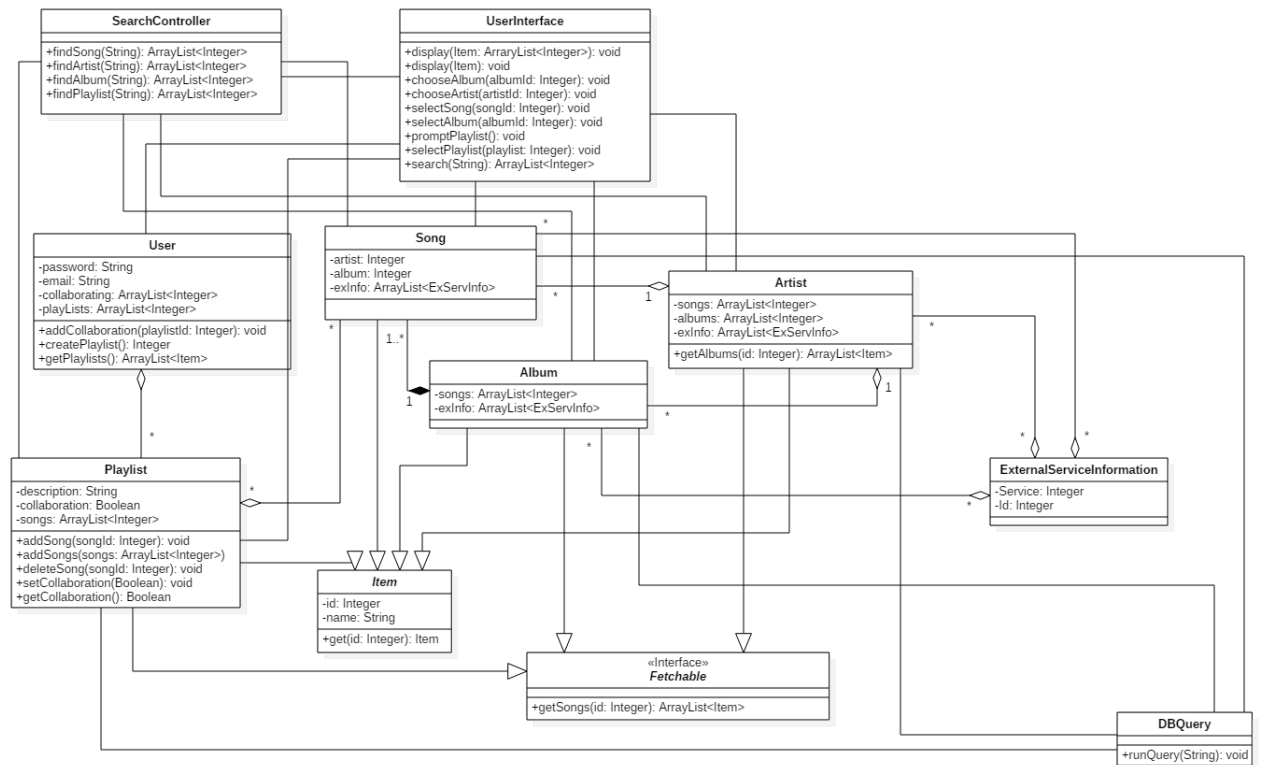 SearchController
+findSong(String): ArrayList<Integer>
+findArtist(String): ArrayList<Integer>
+findAlbum(String): ArrayList<Integer>
+findPlaylist(String): ArrayList<Integer>
UserInterface
+display(Item: ArraryList<Integer>): void
+display(Item): void
+chooseAlbum(albumId: Integer): void
+chooseArtist(artistId: Integer): void
+selectSong(songId: Integer): void
+selectAlbum(albumId: Integer): void
+promptPlaylist(): void
+selectPlaylist(playlist: Integer): void
+search(String): ArrayList<Integer>
User
-password: String
-email: String
-collaborating: ArrayList<Integer>
-playLists: ArrayList<Integer>
+addCollaboration(playlistId: Integer): void
+createPlaylist(): Integer
+getPlaylists(): ArrayList<Item>
*
Song
-artist: Integer
-album: Integer
-exInfo: ArrayList<ExServInfo>
*
*
1
*
1..*
Artist
-songs: ArrayList<Integer>
-albums: ArrayList<Integer>
-exInfo: ArrayList<ExServInfo>
+getAlbums(id: Integer): ArrayList<Item>
*
1
Album
-songs: ArrayList<Integer>
-exInfo: ArrayList<ExServInfo>
1
*
*
*
*
Playlist
-description: String
-collaboration: Boolean
-songs: ArrayList<Integer>
+addSong(songId: Integer): void
+addSongs(songs: ArrayList<Integer>)
+deleteSong(songId: Integer): void
+setCollaboration(Boolean): void
+getCollaboration(): Boolean
*
ExternalServiceInformation
-Service: Integer
-Id: Integer
*
Item
-id: Integer
-name: String
+get(id: Integer): Item
«Interface»
Fetchable
+getSongs(id: Integer): ArrayList<Item>
DBQuery
+runQuery(String): void